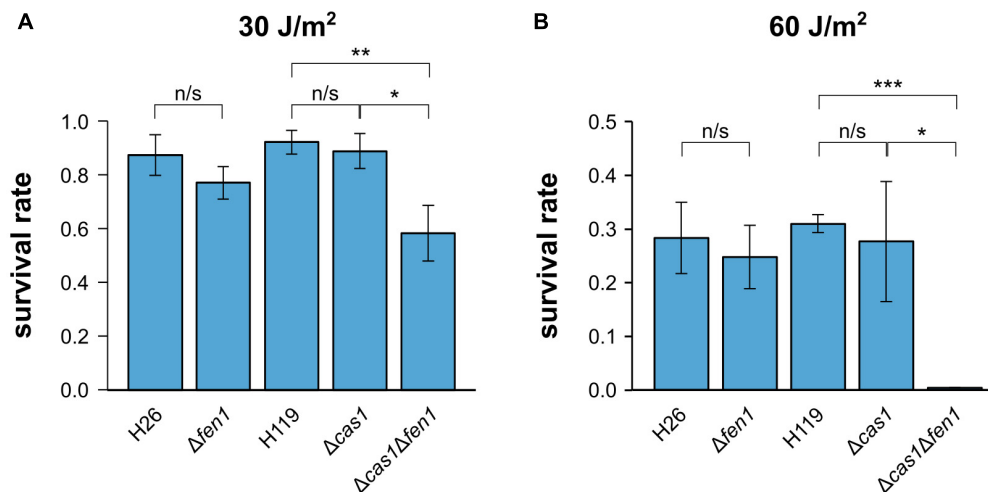 A
30 J/m²
**
n/s
n/s
*
survival rate
1.0
0.8
0.6
0.4
0.2
0.0
H26
Δfen1
H119
Δcas1
Δcas1Δfen1
B
60 J/m²
***
n/s
n/s
*
survival rate
0.5
0.4
0.3
0.2
0.1
0.0
H26
Δfen1
H119
Δcas1
Δcas1Δfen1